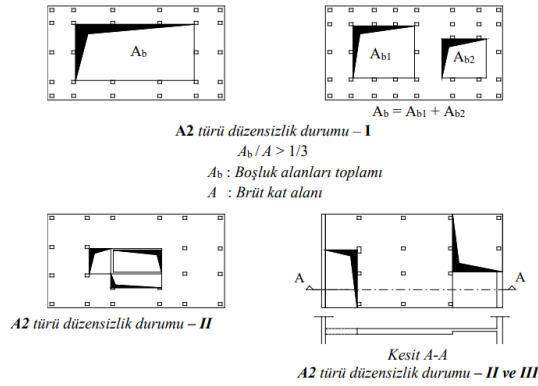 Ab
Ab1
Ab2
Ab = Ab1 + Ab2
A2 türü düzensizlik durumu – I
Ab / A > 1/3
Ab : Boşluk alanları toplamı
A : Brüt kat alanı
A2 türü düzensizlik durumu – II
A
A
Kesit A-A
A2 türü düzensizlik durumu – II ve III